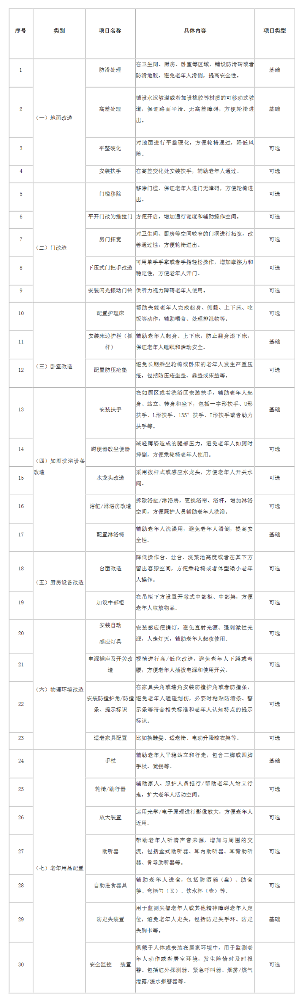 序号 类别 项目名称 具体内容 项目类型
1 （一）地面改造 防滑处理 在卫生间、厨房、卧室等区域，铺设防滑砖或者
防滑地胶，避免老年人滑倒，提高安全性。 基础
2 高差处理 铺设水泥坡道或者加设橡胶等材质的可移动式坡
道，保证路面平滑、无高差障碍，方便轮椅进
出。 基础
3 平整硬化 对地面进行平整硬化，方便轮椅通过，降低风
险。 可选
4 安装扶手 在高差变化处安装扶手，辅助老年人通过。 可选
5 （二）门改造 门槛移除 移除门槛，保证老年人进门无障碍，方便轮椅进
出。 可选
6 平开门改为推拉门 方便开启，增加通行宽度和辅助操作空间。 可选
7 房门拓宽 对卫生间、厨房等空间较窄的门洞进行拓宽，改
善通过性，方便轮椅进出。 可选
8 下压式门把手改造 可用单手手掌或者手指轻松操作，增加摩擦力和
稳定性，方便老年人开门。 可选
9 安装闪光振动门铃 供听力视力障碍老年人使用。 可选
10 （三）卧室改造 配置护理床 帮助失能老年人完成起身、侧翻、上下床、吃
饭等动作，辅助喂食、处理排泄物等。 可选
11 安装床边护栏（抓
杆） 辅助老年人起身、上下床，防止翻身滚下床，
保证老年人睡眠和活动安全。 基础
12 配置防压疮垫 避免长期乘坐轮椅或卧床的老年人发生严重压
疮，包括防压疮坐垫、靠垫或床垫等。 可选
13 （四）如厕洗浴设备
改造 安装扶手 在如厕区或者洗浴区安装扶手，辅助老年人起
身、站立、转身和坐下，包括一字形扶手、U形
扶手、L形扶手、135°扶手、T形扶手或者助力
扶手等。 基础
14 蹲便器改坐便器 减轻蹲姿造成的腿部压力，避免老年人如厕时
摔倒，方便乘轮椅老年人使用。 可选
15 水龙头改造 采用拔杆式或感应水龙头，方便老年人开关水
阀。 可选
16 浴缸/淋浴房改造 拆除浴缸/淋浴房，更换浴帘、浴杆，增加淋浴
空间，方便照护人员辅助老年人洗浴。 可选
17 配置淋浴椅 辅助老年人洗澡用，避免老年人滑倒，提高安
全性。 基础
18 （五）厨房设备改造 台面改造 降低操作台、灶台、洗菜池高度或者在其下方
留出容膝空间，方便乘轮椅或者体型矮小老年
人操作。 可选
19 加设中部柜 在吊柜下方设置开敞式中部柜、中部架，方便
老年人取放物品。 可选
20 （六）物理环境改造 安装自动
感应灯具 安装感应便携灯，避免直射光源、强刺激性光
源，人走灯灭，辅助老年人起夜使用。 可选
21 电源插座及开关改
造 视情进行高/低位改造，避免老年人下蹲或弯
腰，方便老年人插拔电源和使用开关。 可选
22 安装防撞护角/防撞
条、提示标识 在家具尖角或墙角安装防撞护角或者防撞条，
避免老年人磕碰划伤，必要时粘贴防滑条、警
示条等符合相关标准和老年人认知特点的提示
标识。 可选
23 适老家具配置 比如换鞋凳、适老椅、电动升降晾衣架等。 可选
24 （七）老年用品配置 手杖 辅助老年人平稳站立和行走，包含三脚或四脚
手杖、凳拐等。 基础
25 轮椅/助行器 辅助家人、照护人员推行/帮助老年人站立行
走，扩大老年人活动空间。 可选
26 放大装置 运用光学/电子原理进行影像放大，方便老年人
近用。 可选
27 助听器 帮助老年人听清声音来源，增加与周围的交
流，包括盒式助听器、耳内助听器、耳背助听
器、骨导助听器等。 可选
28 自助进食器具 辅助老年人进食，包括防洒碗（盘）、助食
筷、弯柄勺（叉）、饮水杯（壶）等。 可选
29 防走失装置 用于监测失智老年人或其他精神障碍老年人定
位，避免老年人走失，包括防走失手环、防走
失胸卡等。 基础
30 安全监控 装置 佩戴于人体或安装在居家环境中，用于监测老
年人动作或者居室环境，发生险情时及时报
警。包括红外探测器、紧急呼叫器、烟雾/煤气
泄露/溢水报警器等。 可选